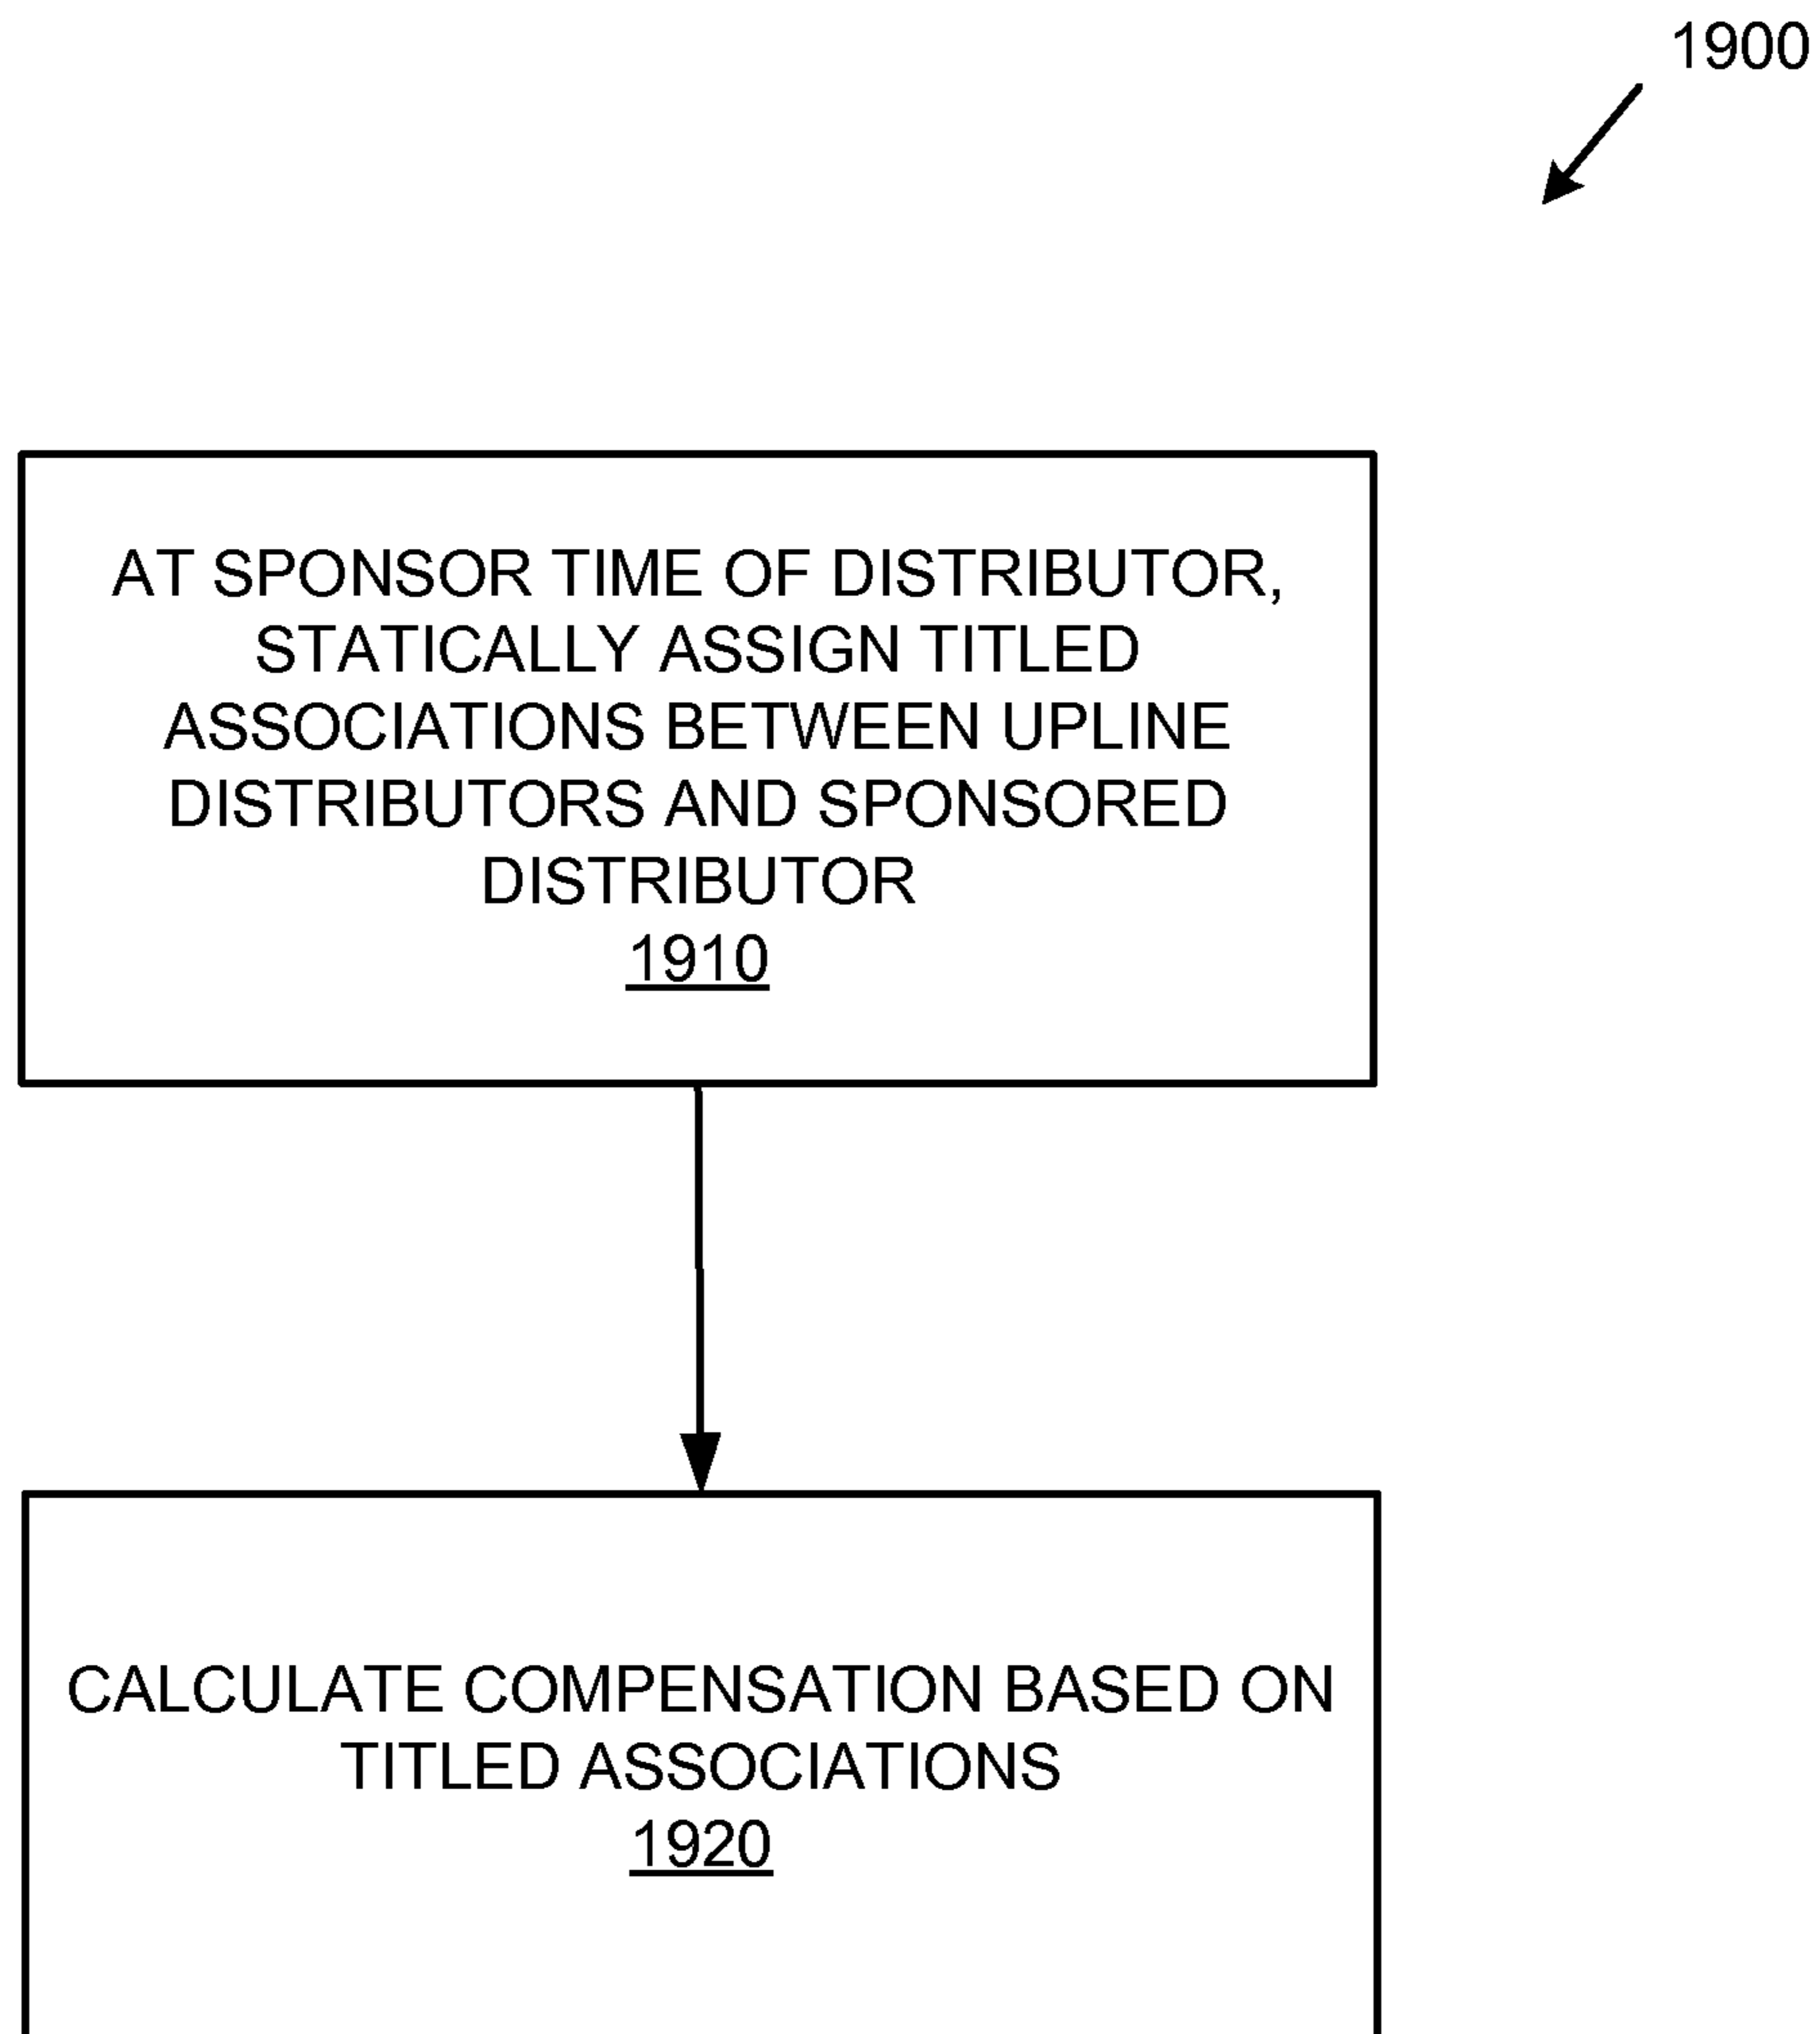 1900
AT SPONSOR TIME OF DISTRIBUTOR,
STATICALLY ASSIGN TITLED
ASSOCIATIONS BETWEEN UPLINE
DISTRIBUTORS AND SPONSORED
DISTRIBUTOR
1910
CALCULATE COMPENSATION BASED ON
TITLED ASSOCIATIONS
1920